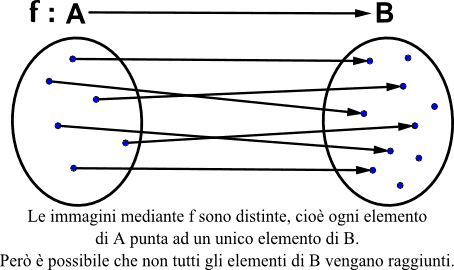 f : A B
Le immagini mediante f sono distinte, cioè ogni elemento
di A punta ad un unico elemento di B.
Però è possibile che non tutti gli elementi di B vengano raggiunti.